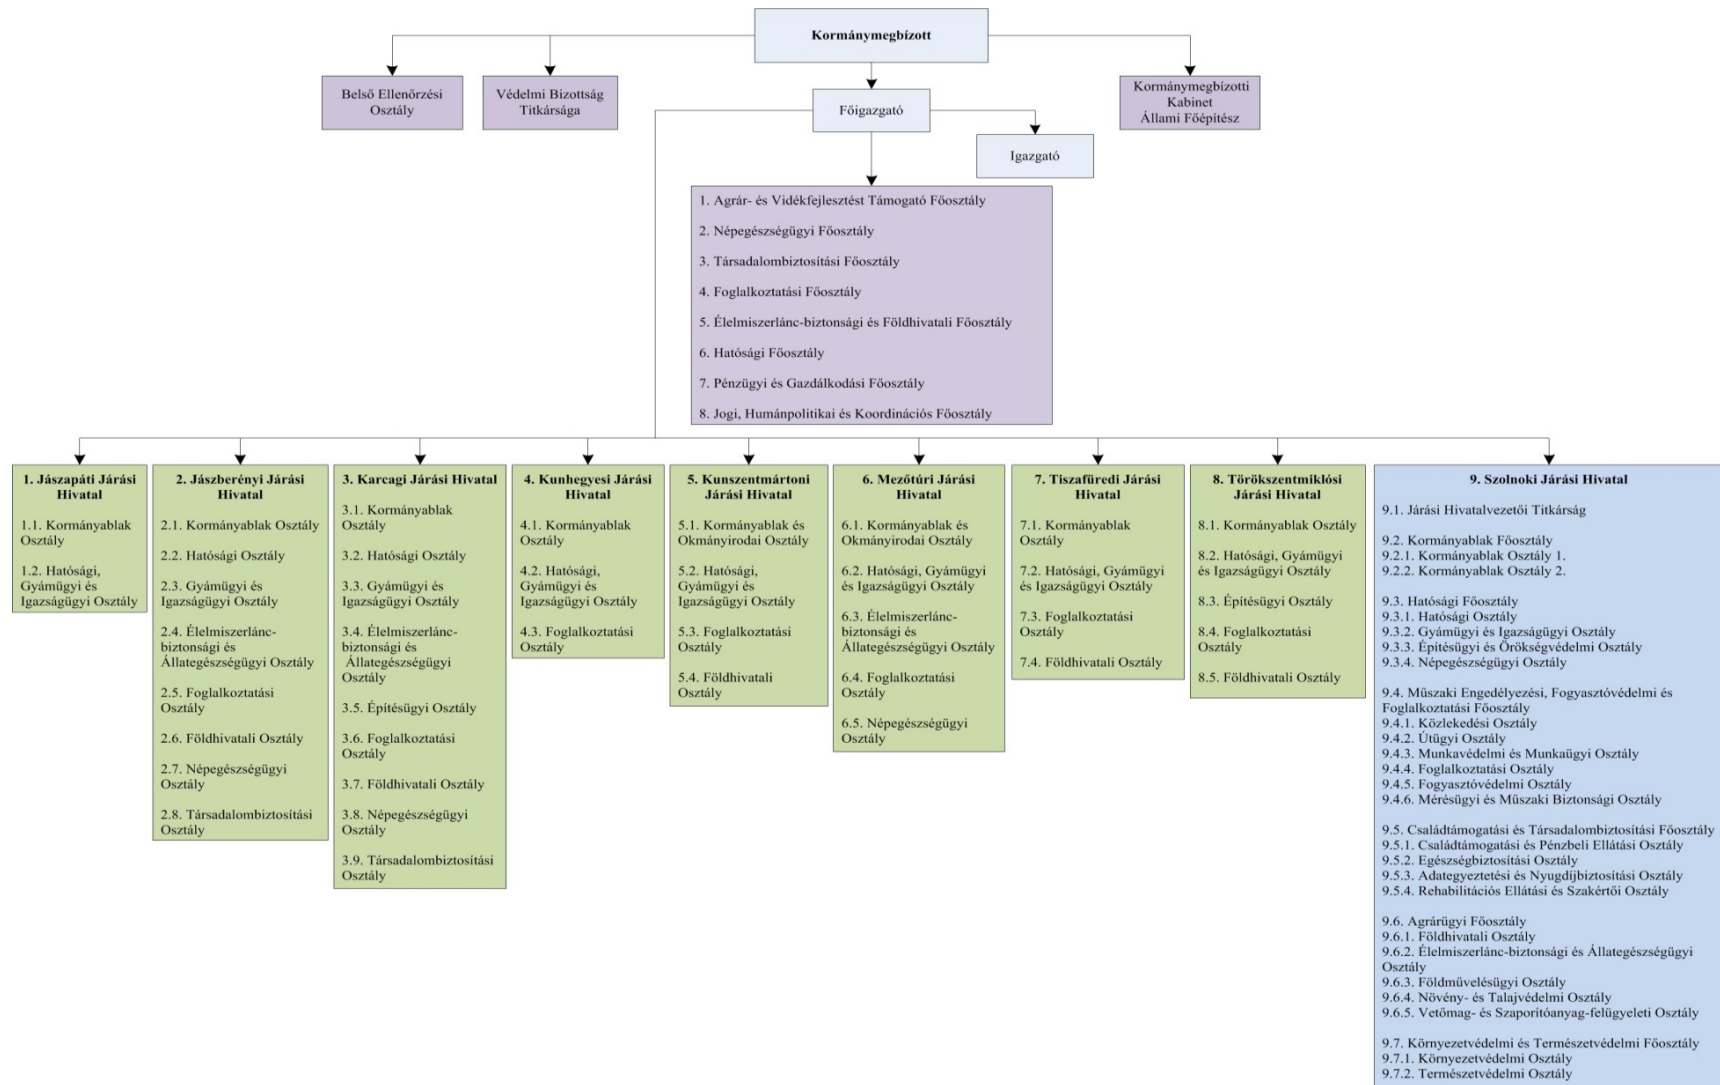 Kormánymegbízott
Belső Ellenőrzési
Osztály
Védelmi Bizottság
Titkársága
Kormánymegbízotti
Kabinet
Állami Főépítész
Főigazgató
Igazgató
1. Agrár- és Vidékfejlesztést Támogató Főosztály
2. Népegészségügyi Főosztály
3. Társadalombiztosítási Főosztály
4. Foglalkoztatási Főosztály
5. Élelmiszerlánc-biztonsági és Földhivatali Főosztály
6. Hatósági Főosztály
7. Pénzügyi és Gazdálkodási Főosztály
8. Jogi, Humánpolitikai és Koordinációs Főosztály
1. Jászapáti Járási
Hivatal
1.1. Kormányablak
Osztály
1.2. Hatósági,
Gyámügyi és
Igazságügyi Osztály
2. Jászberényi Járási
Hivatal
2.1. Kormányablak Osztály
2.2. Hatósági Osztály
2.3. Gyámügyi és
Igazságügyi Osztály
2.4. Élelmiszerlánc-
biztonsági és
Állategészségügyi Osztály
2.5. Foglalkoztatási
Osztály
2.6. Földhivatali Osztály
2.7. Népegészségügyi
Osztály
2.8. Társadalombiztosítási
Osztály
3. Karcagi Járási Hivatal
3.1. Kormányablak
Osztály
3.2. Hatósági Osztály
3.3. Gyámügyi és
Igazságügyi Osztály
3.4. Élelmiszerlánc-
biztonsági és
Állategészségügyi
Osztály
3.5. Építésügyi Osztály
3.6. Foglalkoztatási
Osztály
3.7. Földhivatali Osztály
3.8. Népegészségügyi
Osztály
3.9. Társadalombiztosítási
Osztály
4. Kunhegyesi Járási
Hivatal
4.1. Kormányablak
Osztály
4.2. Hatósági,
Gyámügyi és
Igazságügyi Osztály
4.3. Foglalkoztatási
Osztály
5. Kunszentmártoni
Járási Hivatal
5.1. Kormányablak és
Okmányirodai Osztály
5.2. Hatósági,
Gyámügyi és
Igazságügyi Osztály
5.3. Foglalkoztatási
Osztály
5.4. Földhivatali
Osztály
6. Mezőtúri Járási
Hivatal
6.1. Kormányablak és
Okmányirodai Osztály
6.2. Hatósági, Gyámügyi
és Igazságügyi Osztály
6.3. Élelmiszerlánc-
biztonsági és
Állategészségügyi Osztály
6.4. Foglalkoztatási
Osztály
6.5. Népegészségügyi
Osztály
7. Tiszafüredi Járási
Hivatal
7.1. Kormányablak
Osztály
7.2. Hatósági, Gyámügyi
és Igazságügyi Osztály
7.3. Foglalkoztatási
Osztály
7.4. Földhivatali Osztály
8. Törökszentmiklósi
Járási Hivatal
8.1. Kormányablak Osztály
8.2. Hatósági, Gyámügyi
és Igazságügyi Osztály
8.3. Építésügyi Osztály
8.4. Foglalkoztatási
Osztály
8.5. Földhivatali Osztály
9. Szolnoki Járási Hivatal
9.1. Járási Hivatalvezetői Titkárság
9.2. Kormányablak Főosztály
9.2.1. Kormányablak Osztály 1.
9.2.2. Kormányablak Osztály 2.
9.3. Hatósági Főosztály
9.3.1. Hatósági Osztály
9.3.2. Gyámügyi és Igazságügyi Osztály
9.3.3. Építésügyi és Örökségvédelmi Osztály
9.3.4. Népegészségügyi Osztály
9.4. Műszaki Engedélyezési, Fogyasztóvédelmi és
Foglalkoztatási Főosztály
9.4.1. Közlekedési Osztály
9.4.2. Útügyi Osztály
9.4.3. Munkavédelmi és Munkaügyi Osztály
9.4.4. Foglalkoztatási Osztály
9.4.5. Fogyasztóvédelmi Osztály
9.4.6. Mérésügyi és Műszaki Biztonsági Osztály
9.5. Családtámogatási és Társadalombiztosítási Főosztály
9.5.1. Családtámogatási és Pénzbeli Ellátási Osztály
9.5.2. Egészségbiztosítási Osztály
9.5.3. Adategyeztetési és Nyugdíjbiztosítási Osztály
9.5.4. Rehabilitációs Ellátási és Szakértői Osztály
9.6. Agrárügyi Főosztály
9.6.1. Földhivatali Osztály
9.6.2. Élelmiszerlánc-biztonsági és Állategészségügyi
Osztály
9.6.3. Földművelésügyi Osztály
9.6.4. Növény- és Talajvédelmi Osztály
9.6.5. Vetőmag- és Szaporítóanyag-felügyeleti Osztály
9.7. Környezetvédelmi és Természetvédelmi Főosztály
9.7.1. Környezetvédelmi Osztály
9.7.2. Természetvédelmi Osztály